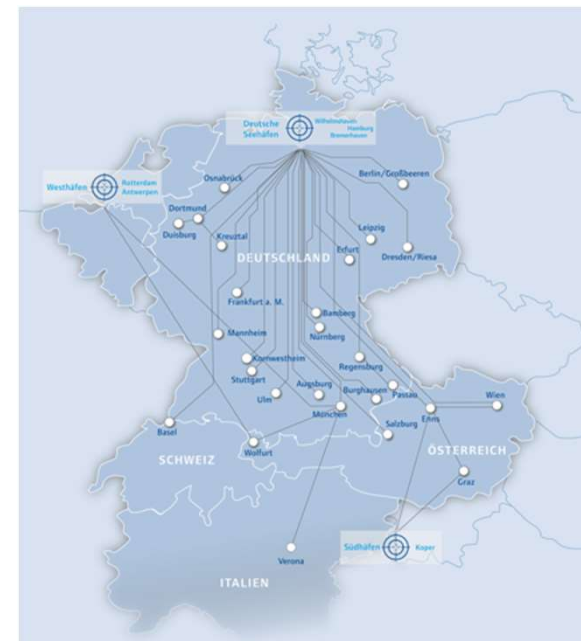 Deutsche
Seehäfen
Wilhelmshaven
Hamburg
Bremerhaven
Westhäfen
Rotterdam
Antwerpen
Osnabrück
Berlin/Großbeeren
Dortmund
Duisburg
Kreuztal
Leipzig
DEUTSCHLAND
Erfurt
Dresden/Riesa
Frankfurt a. M.
Bamberg
Nürnberg
Mannheim
Kornwestheim
Stuttgart
Regensburg
Ulm
Augsburg
Burghausen
Passau
München
Wien
Enns
Basel
Salzburg
Wolfurt
SCHWEIZ
ÖSTERREICH
Graz
Südhäfen
Koper
Verona
ITALIEN